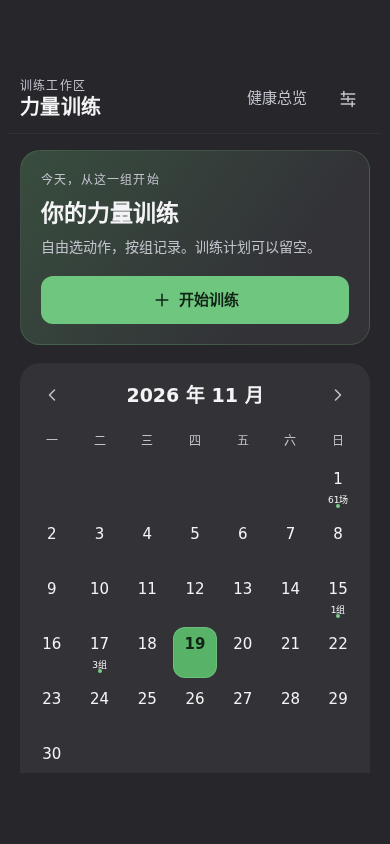 训练工作区
力量训练
健康总览
今天，从这一组开始
你的力量训练
自由选动作，按组记录。训练计划可以留空。
开始训练
2026 年 11 月
一 二 三 四 五 六 日
1
61场
2 3 4 5 6 7 8
9 10 11 12 13 14 15
1组
16 17 18 19 20 21 22
3组
23 24 25 26 27 28 29
30